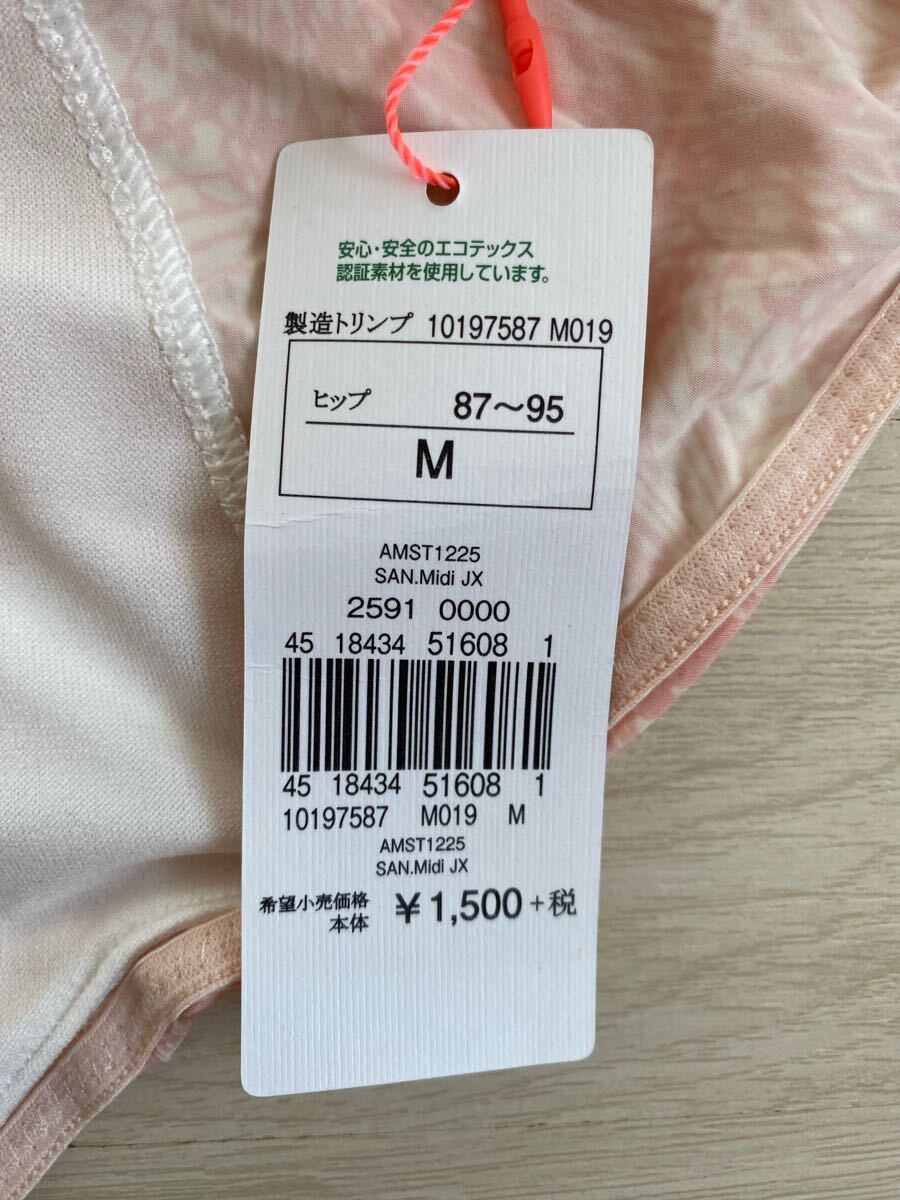 安心・安全のエコテックス
認証素材を使用しています。
製造トリンプ 10197587 M019
ヒップ 87〜95
M
AMST1225
SAN.Midi JX
2591 0000
45 18434 51608 1
45 18434 51608 1
10197587 M019 M
AMST1225
SAN.Midi JX
希望小売価格
本体 ¥1,500+税